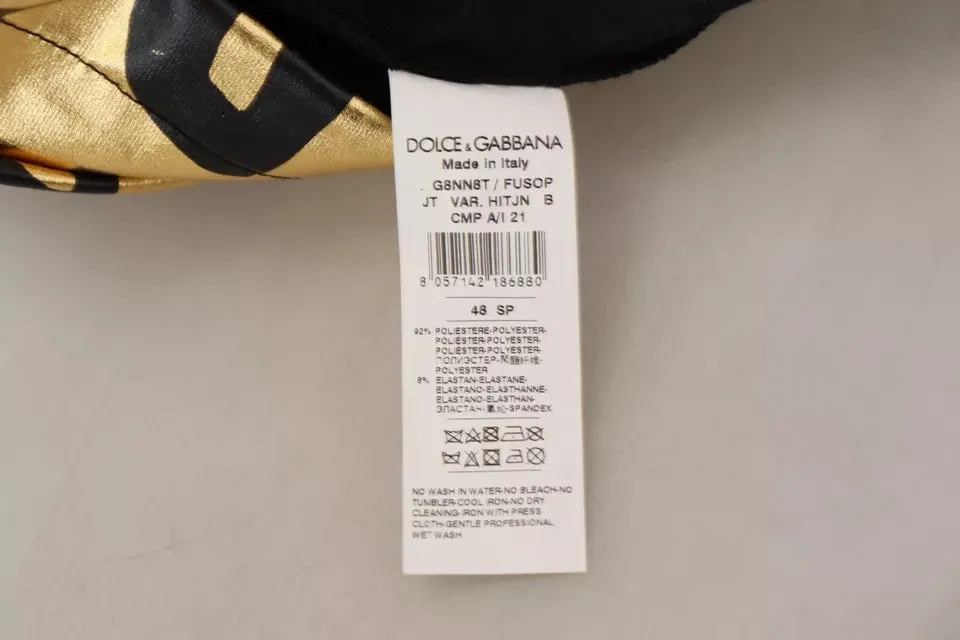 DOLCE & GABBANA
Made in Italy
. G8NN8T / FUSOP
JT VAR. HITJN B
CMP A/I 21
8 057142 186880
48 SP
92% POLIESTERE-POLYESTER-
POLIÉSTER-POLYESTER-
POLIESTER-POLYESTER-
ПОЛИЭСТЕР-
POLYESTER
8% ELASTAN-ELASTANE-
ELASTANO-ELASTHANNE-
ELASTANO-ELASTHAN-
ЭЛАСТАН-SPANDEX
NO WASH IN WATER-NO BLEACH-NO
TUMBLER-COOL IRON-NO DRY
CLEANING-IRON WITH PRESS
CLOTH-GENTLE PROFESSIONAL
WET WASH